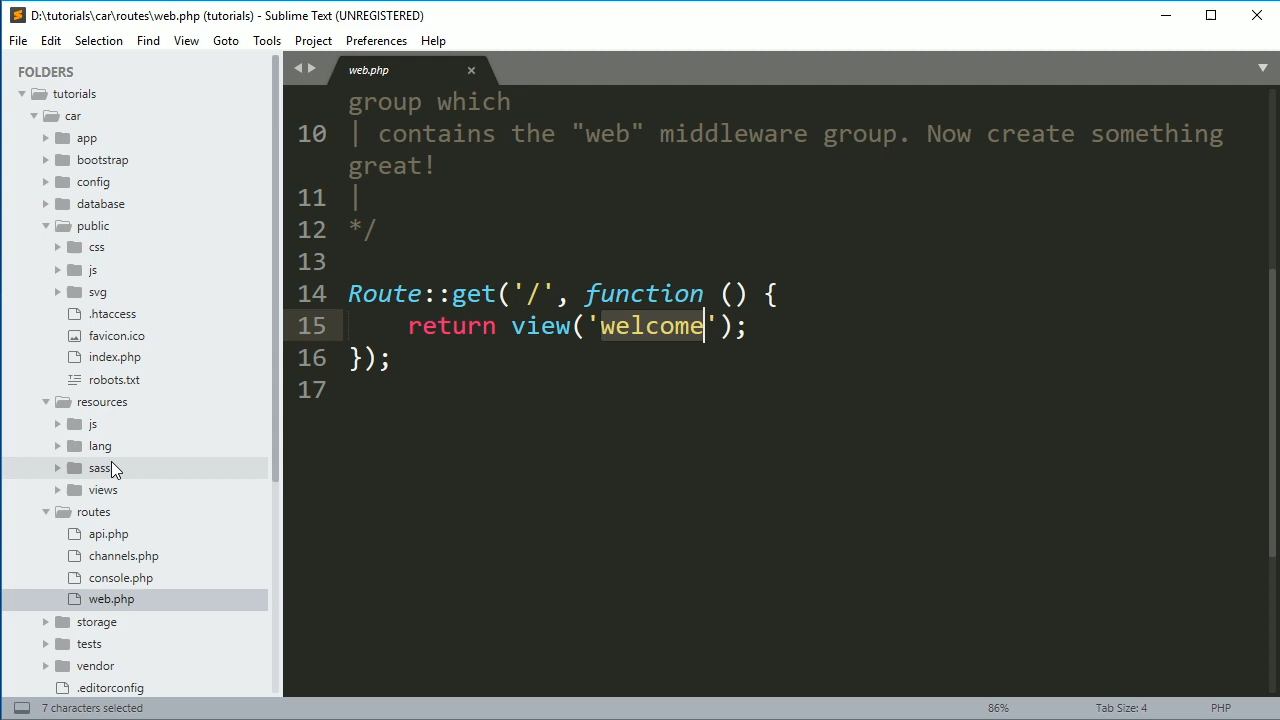 D:\tutorials\car\routes\web.php (tutorials) - Sublime Text (UNREGISTERED)
File Edit Selection Find View Goto Tools Project Preferences Help
FOLDERS
tutorials
car
app
bootstrap
config
database
public
css
js
svg
.htaccess
favicon.ico
index.php
robots.txt
resources
js
lang
sass
views
routes
api.php
channels.php
console.php
web.php
storage
tests
vendor
.editorconfig
web.php
group which
10 | contains the "web" middleware group. Now create something
great!
11 |
12 */
13
14 Route::get('/', function () {
15     return view('welcome');
16 });
17
7 characters selected
86%
Tab Size: 4
PHP